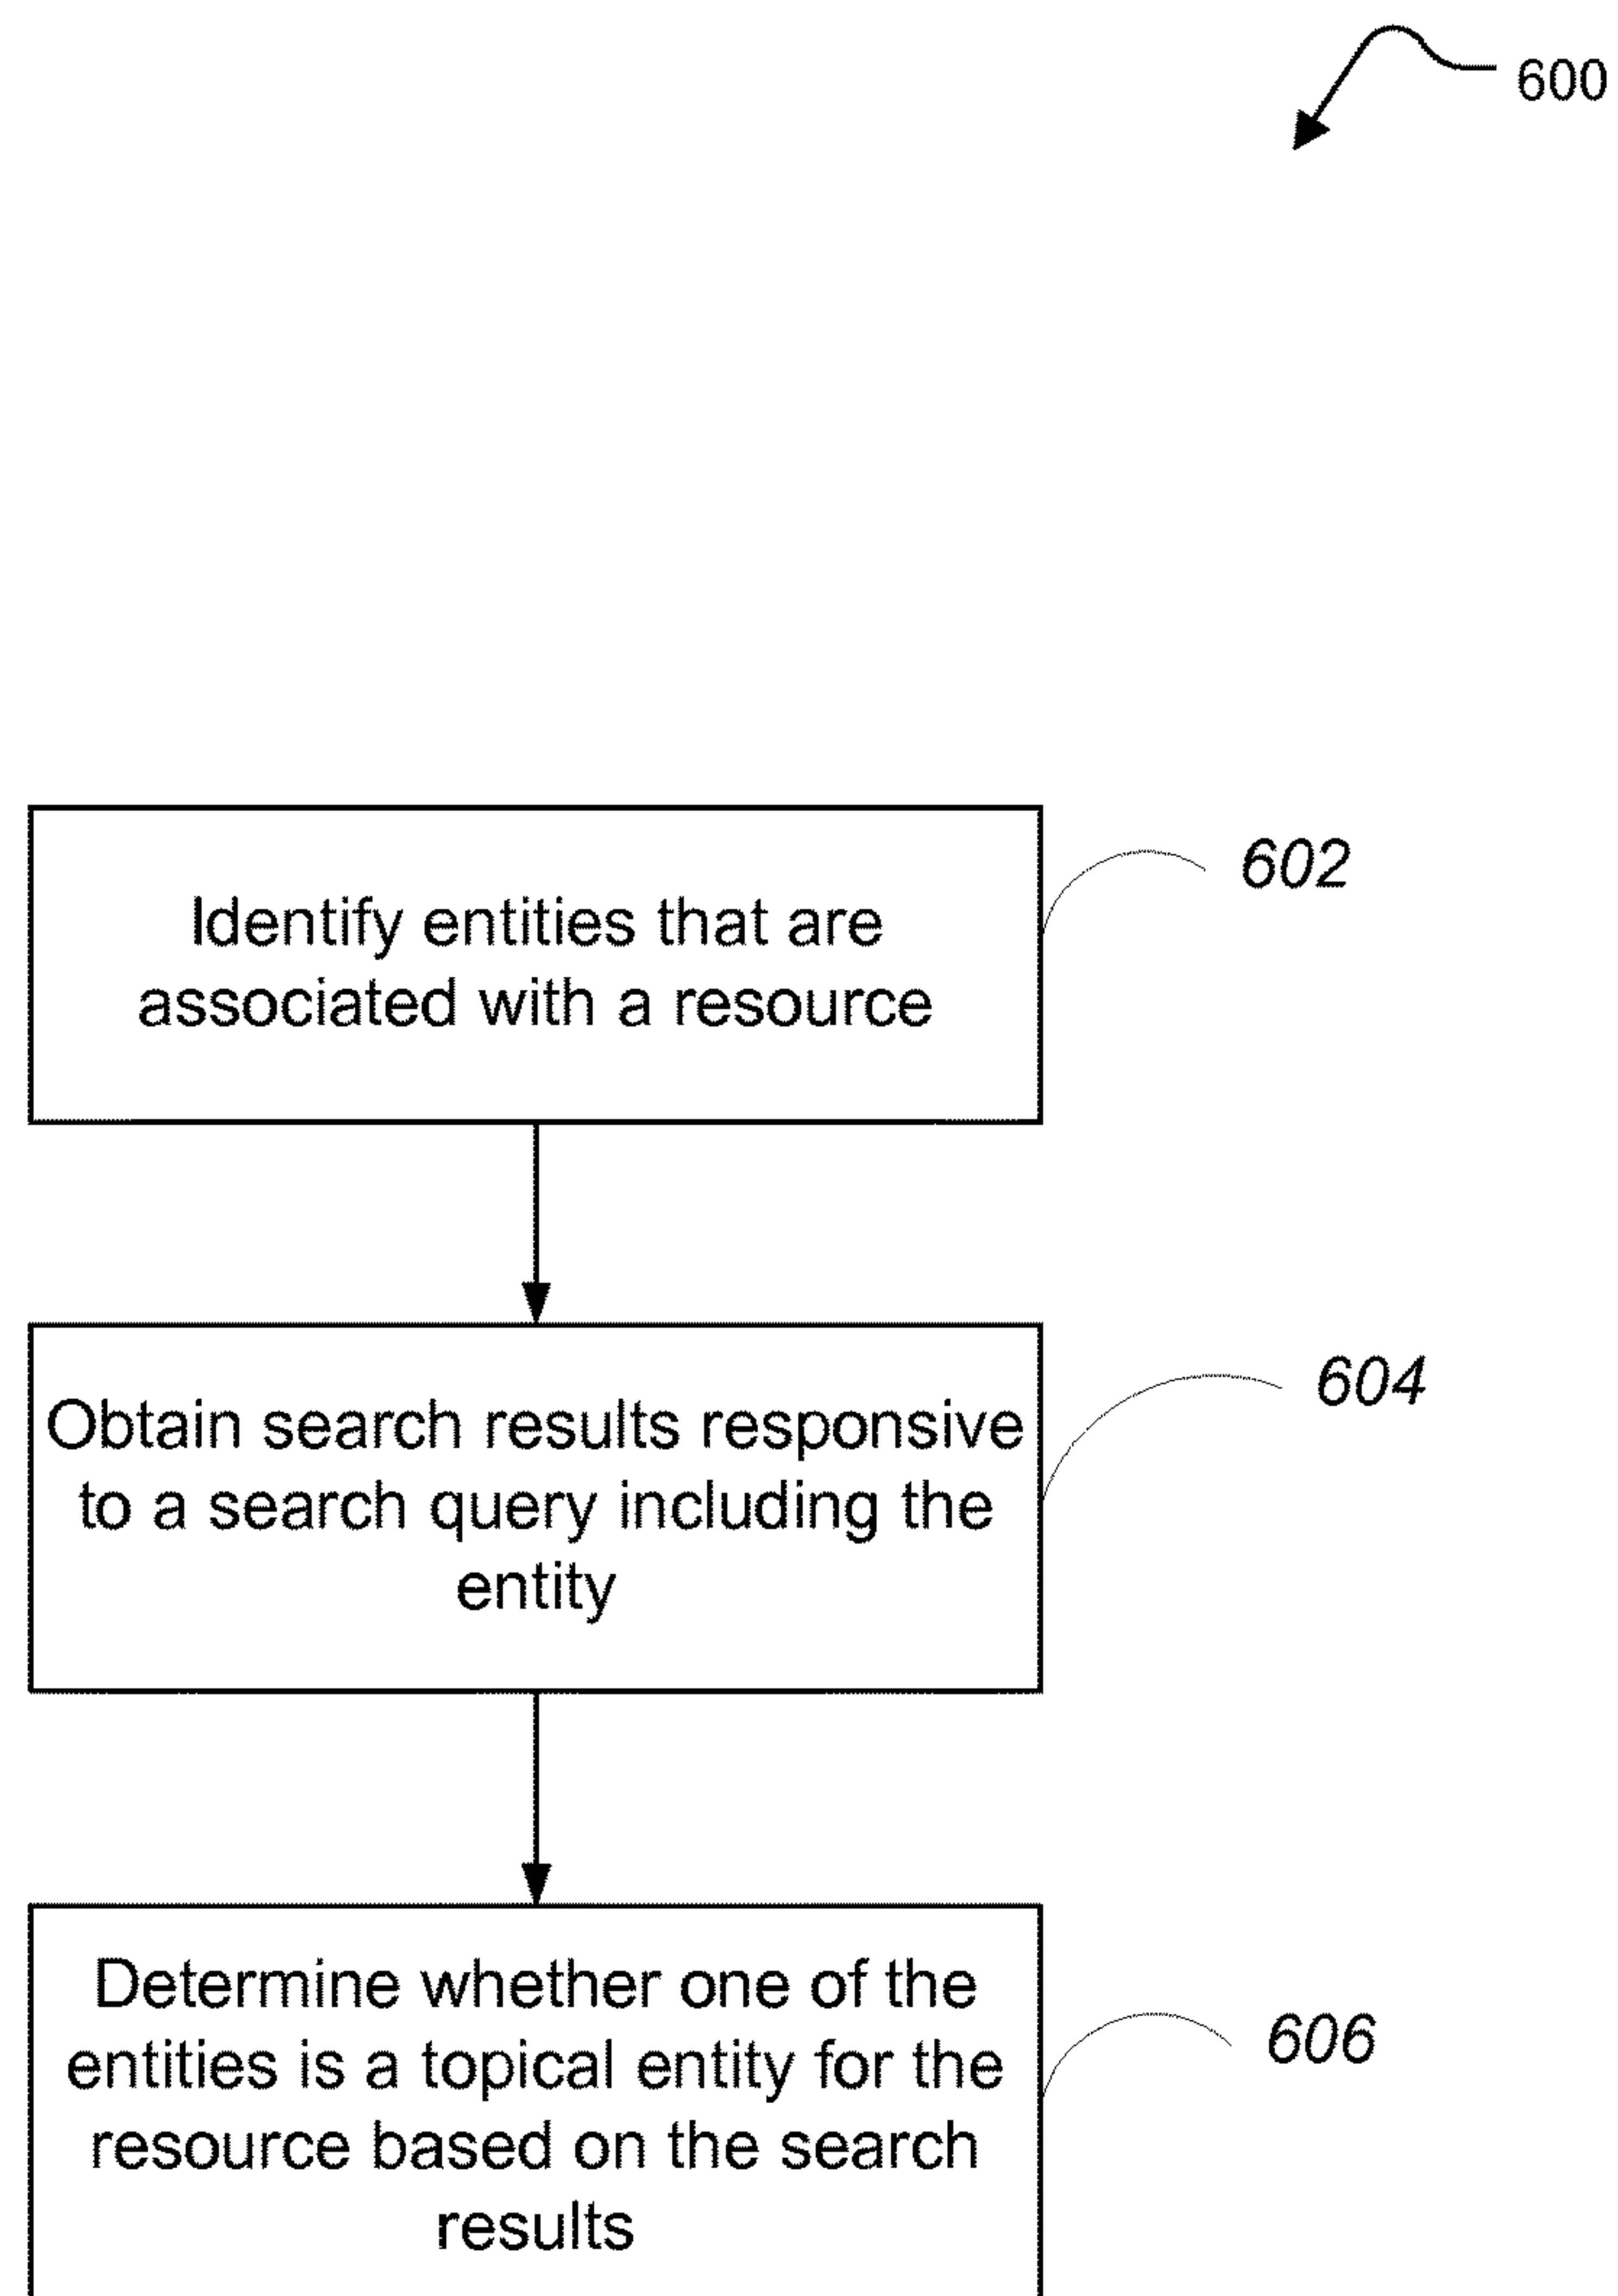 600
Identify entities that are
associated with a resource
602
Obtain search results responsive
to a search query including the
entity
604
Determine whether one of the
entities is a topical entity for the
resource based on the search
results
606